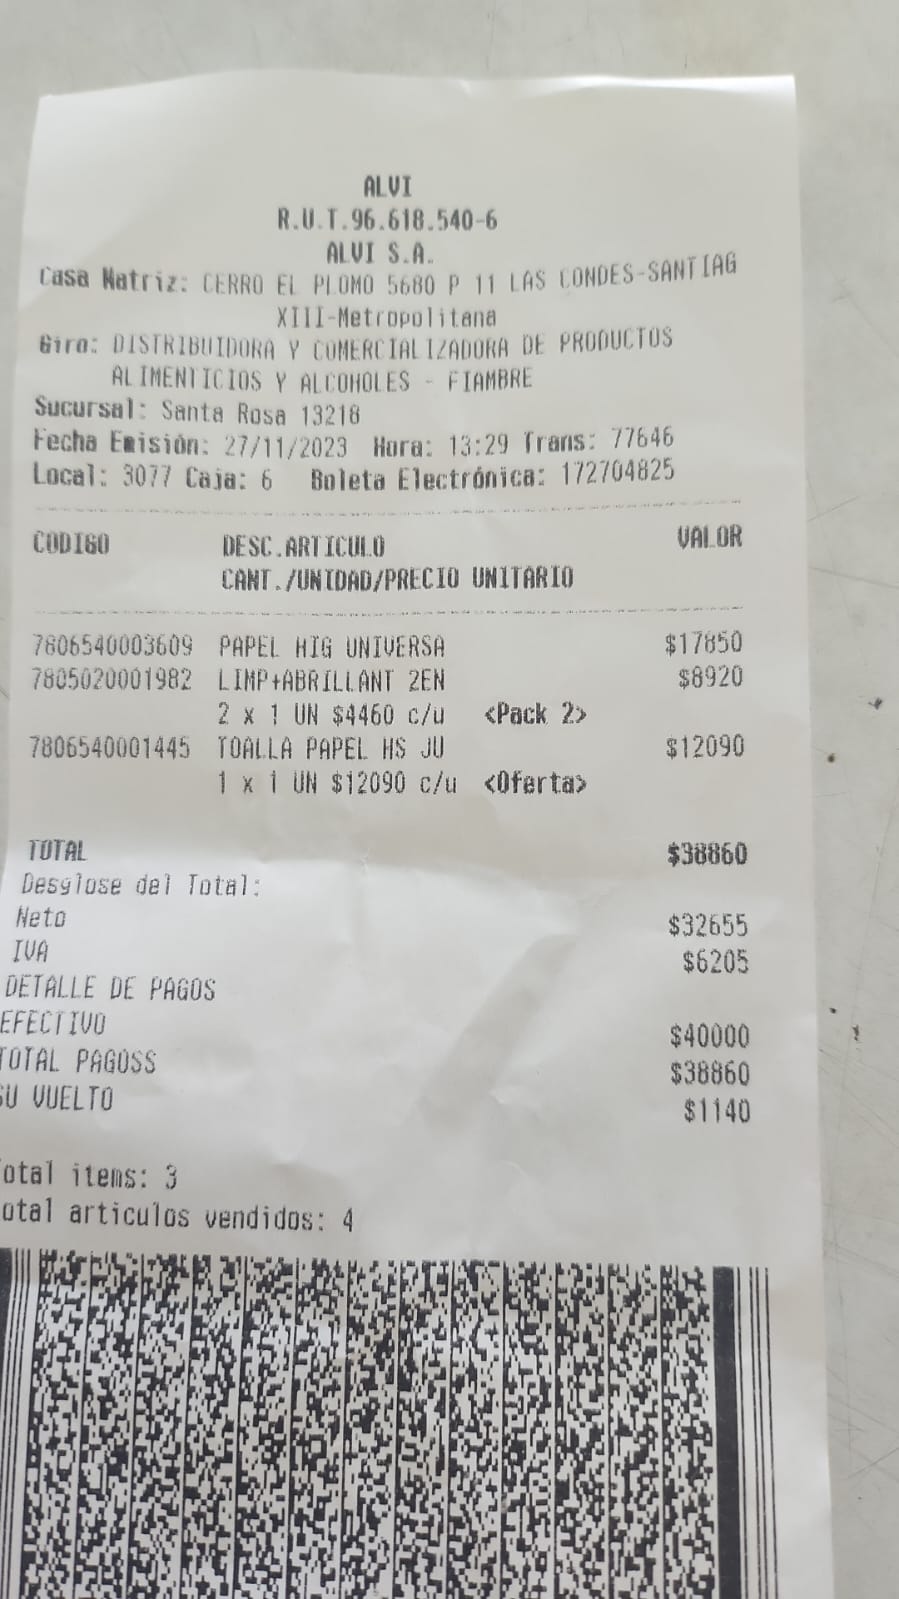 ALVI
R.U.T.96.618.540-6
ALVI S.A.
Casa Matriz: CERRO EL PLOMO 5680 P 11 LAS CONDES-SANTIAG
XIII-Metropolitana
Giro: DISTRIBUIDORA Y COMERCIALIZADORA DE PRODUCTOS
ALIMENTICIOS Y ALCOHOLES - FIAMBRE
Sucursal: Santa Rosa 13218
Fecha Emisión: 27/11/2023 Hora: 13:29 Trans: 77646
Local: 3077 Caja: 6 Boleta Electrónica: 172704825
CODIGO DESC.ARTICULO VALOR
CANT./UNIDAD/PRECIO UNITARIO
7806540003609 PAPEL HIG UNIVERSA $17850
7805020001982 LIMP+ABRILLANT 2EN $8920
2 x 1 UN $4460 c/u <Pack 2>
7806540001445 TOALLA PAPEL HS JU $12090
1 x 1 UN $12090 c/u <Oferta>
TOTAL $38860
Desglose del Total:
Neto $32655
IVA $6205
DETALLE DE PAGOS
EFECTIVO $40000
TOTAL PAGOSS $38860
SU VUELTO $1140
otal items: 3
otal articulos vendidos: 4